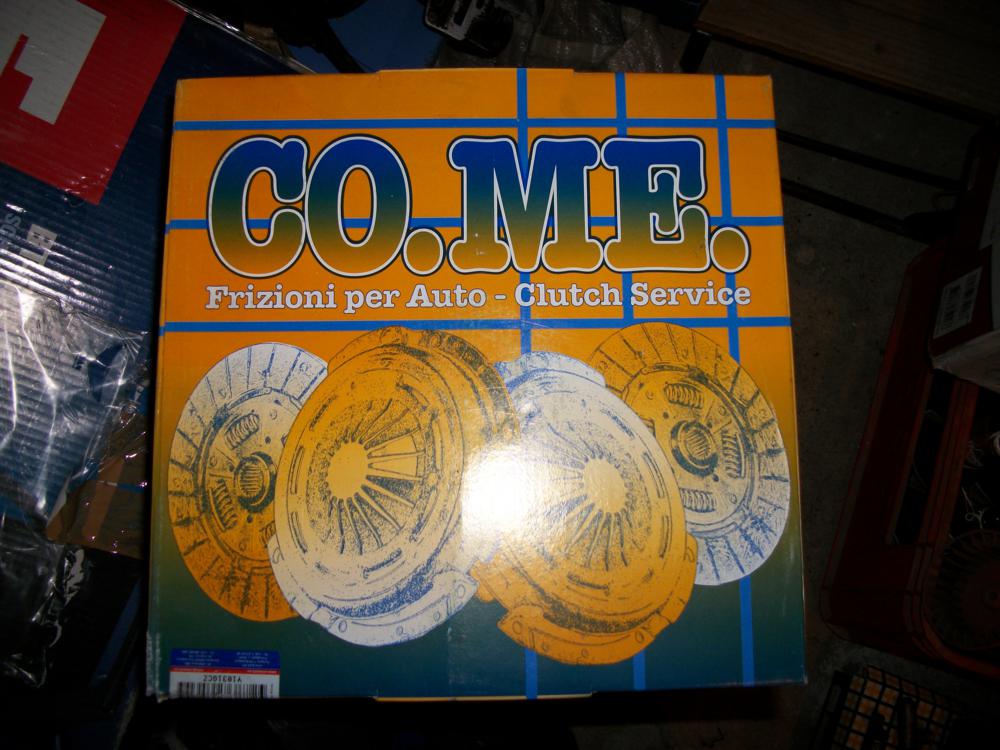 CO.ME.
Frizioni per Auto - Clutch Service